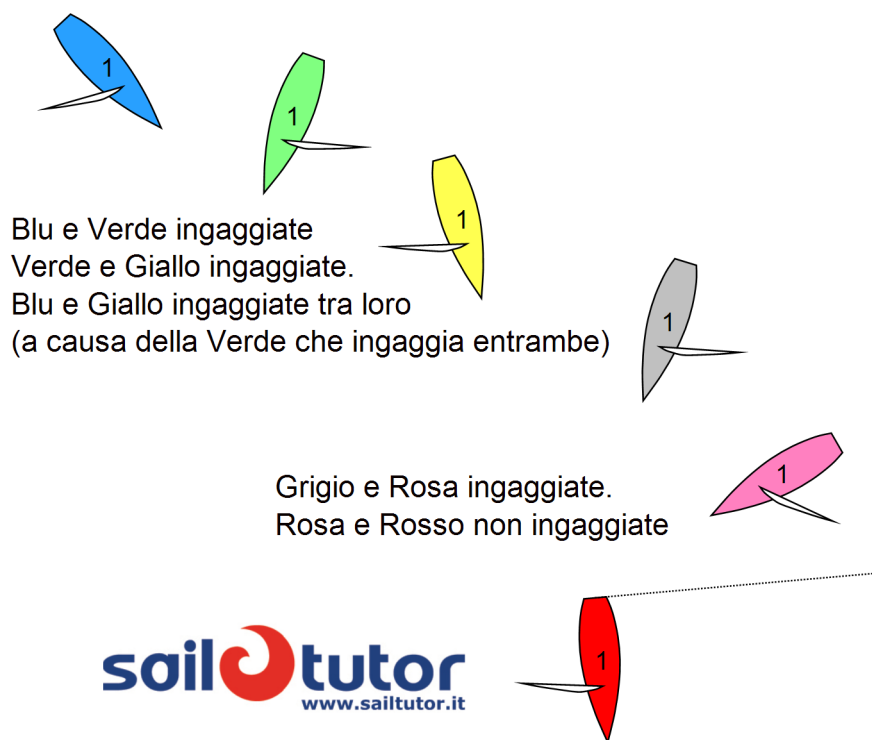 1
1
1
Blu e Verde ingaggiate
Verde e Giallo ingaggiate.
Blu e Giallo ingaggiate tra loro
(a causa della Verde che ingaggia entrambe)
1
1
Grigio e Rosa ingaggiate.
Rosa e Rosso non ingaggiate
1
sailtutor
www.sailtutor.it